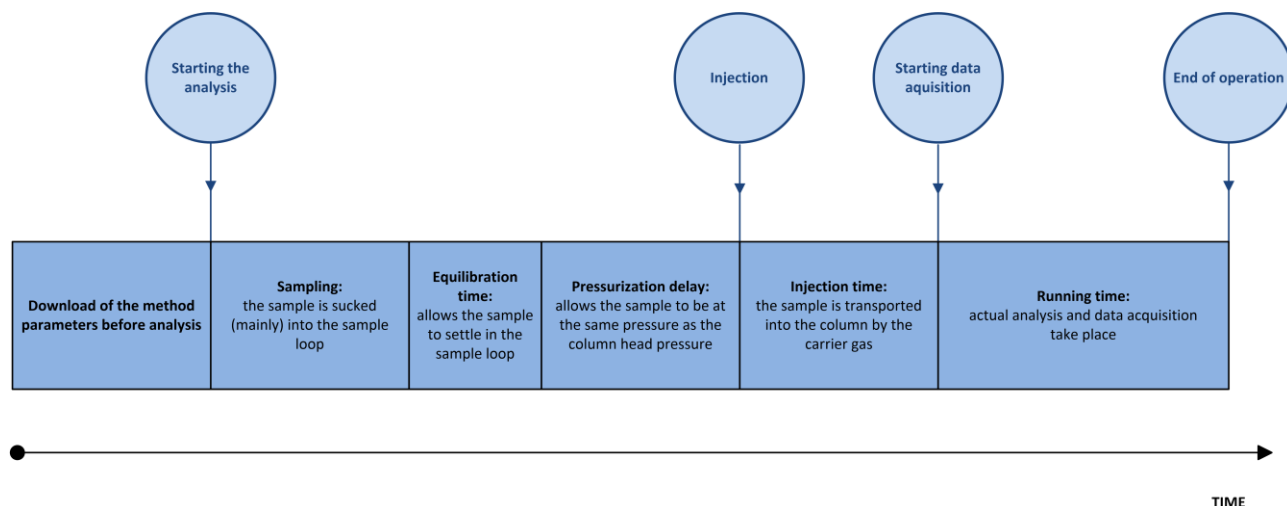 Starting the
analysis
Injection
Starting data
aquisition
End of operation
Download of the method
parameters before analysis
Sampling:
the sample is sucked
(mainly) into the sample
loop
Equilibration
time:
allows the sample
to settle in the
sample loop
Pressurization delay:
allows the sample to be at
the same pressure as the
column head pressure
Injection time:
the sample is transported
into the column by the
carrier gas
Running time:
actual analysis and data acquisition
take place
TIME